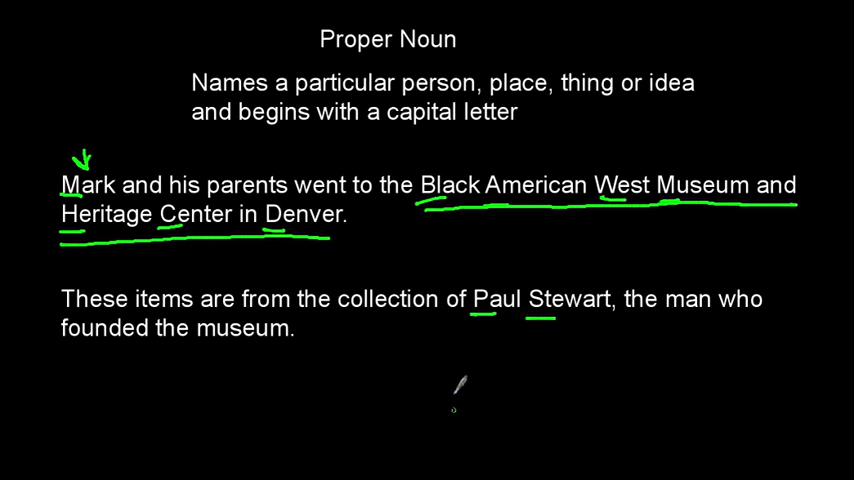 Proper Noun
Names a particular person, place, thing or idea
and begins with a capital letter
Mark and his parents went to the Black American West Museum and
Heritage Center in Denver.
These items are from the collection of Paul Stewart, the man who
founded the museum.